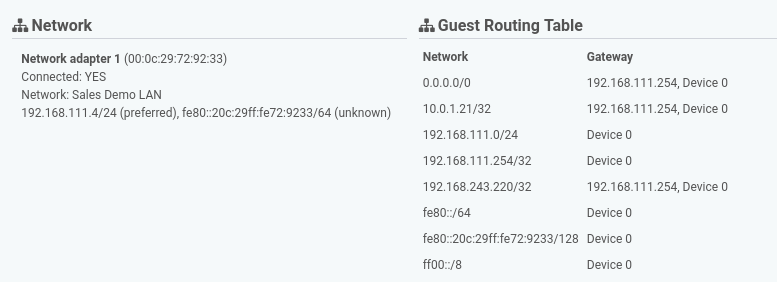 Network
Network adapter 1 (00:0c:29:72:92:33)
Connected: YES
Network: Sales Demo LAN
192.168.111.4/24 (preferred), fe80::20c:29ff:fe72:9233/64 (unknown)
Guest Routing Table
Network Gateway
0.0.0.0/0 192.168.111.254, Device 0
10.0.1.21/32 192.168.111.254, Device 0
192.168.111.0/24 Device 0
192.168.111.254/32 Device 0
192.168.243.220/32 192.168.111.254, Device 0
fe80::/64 Device 0
fe80::20c:29ff:fe72:9233/128 Device 0
ff00::/8 Device 0